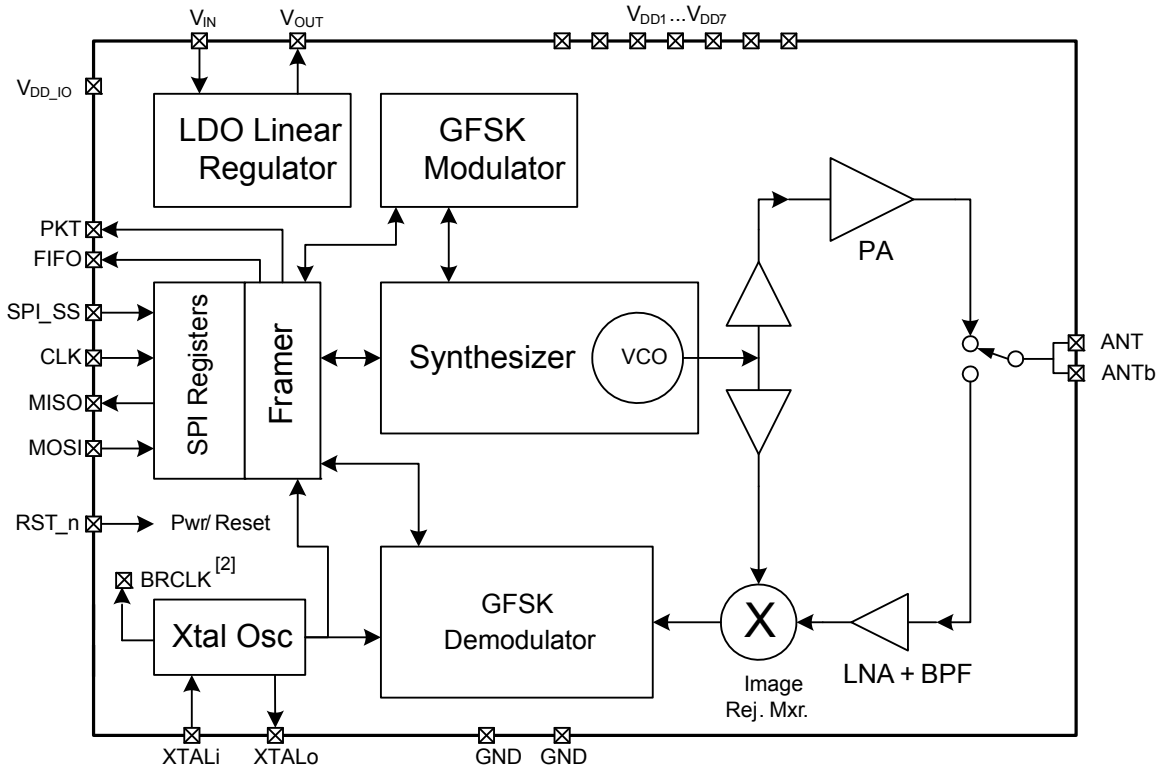 VIN
VOUT
VDD1 ...VDD7
VDD_IO
LDO Linear
Regulator
GFSK
Modulator
PKT
FIFO
SPI_SS
CLK
MISO
MOSI
SPI Registers
Framer
Synthesizer
VCO
PA
ANT
ANTb
RST_n
Pwr/ Reset
BRCLK [2]
Xtal Osc
GFSK
Demodulator
X
Image
Rej. Mxr.
LNA + BPF
XTALi
XTALo
GND
GND